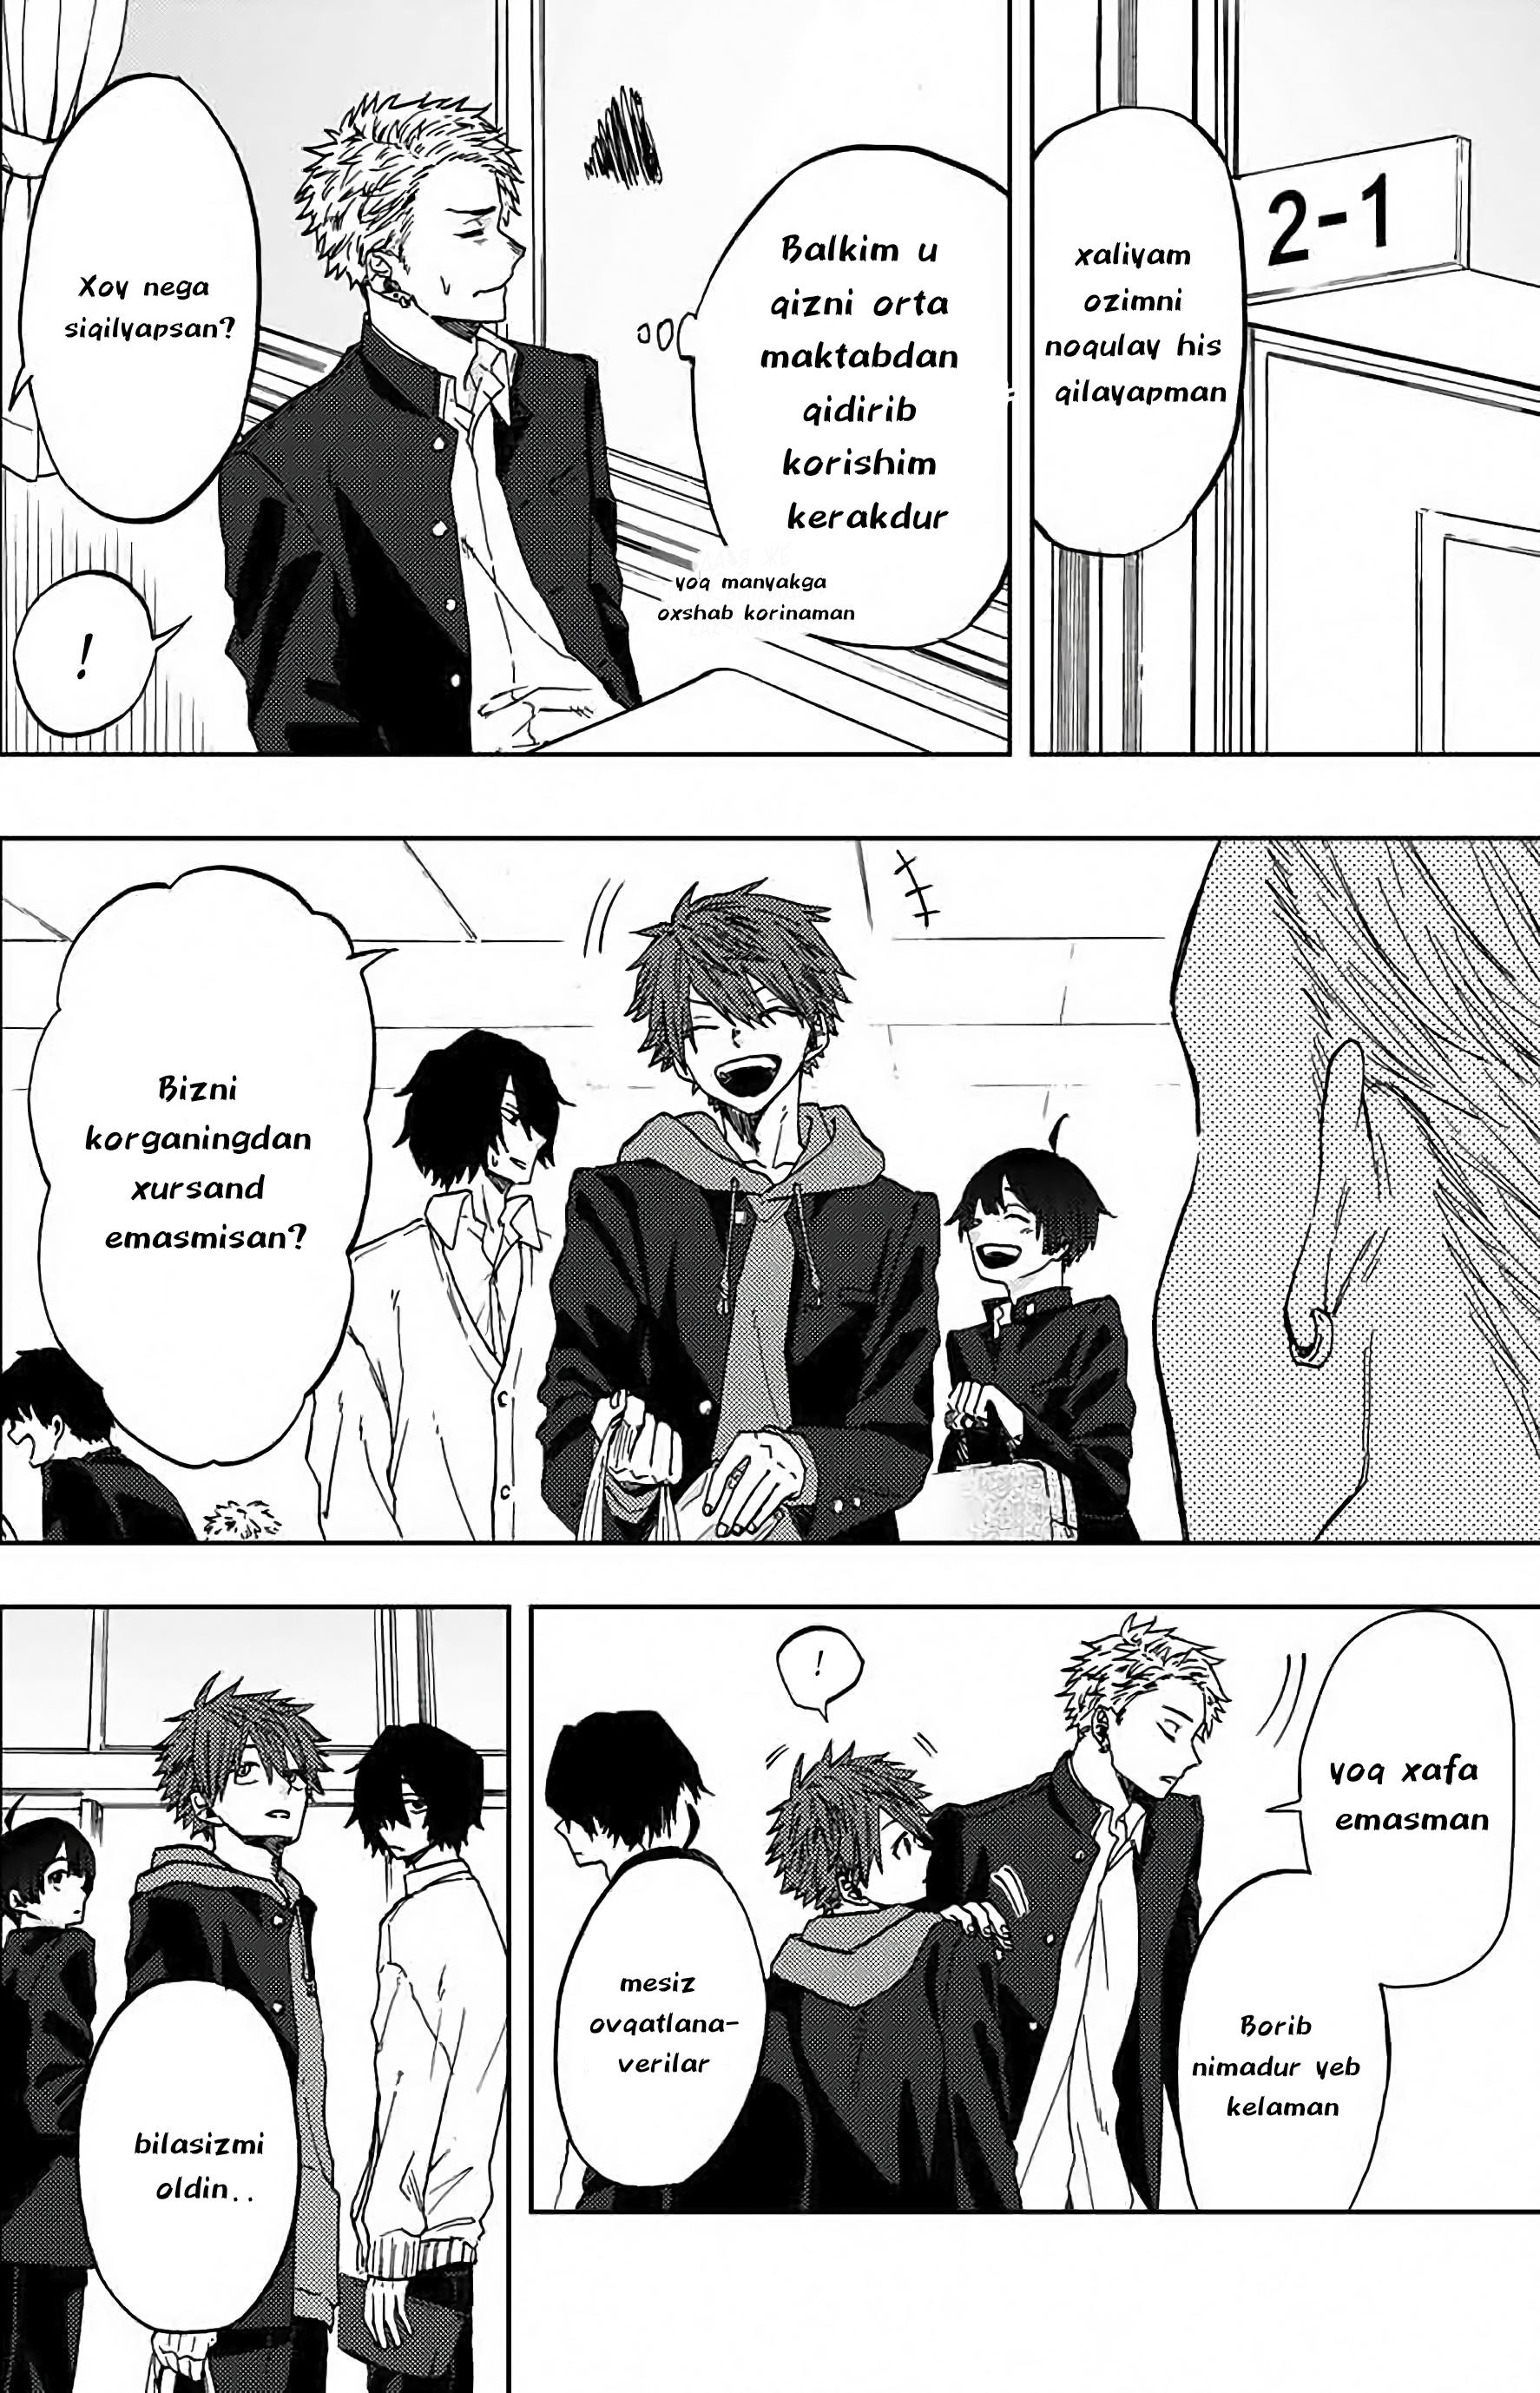 2-1
xaliyam
ozimni
noqulay his
qilayapman
Balkim u
qizni orta
maktabdan
qidirib
korishim
kerakdur
yoq manyakga
oxshab korinaman
Xoy nega
siqilyapsan?
!
Bizni
korganingdan
xursand
emasmisan?
yoq xafa
emasman
Borib
nimadur yeb
kelaman
!
mesiz
ovqatlana-
verilar
bilasizmi
oldin..